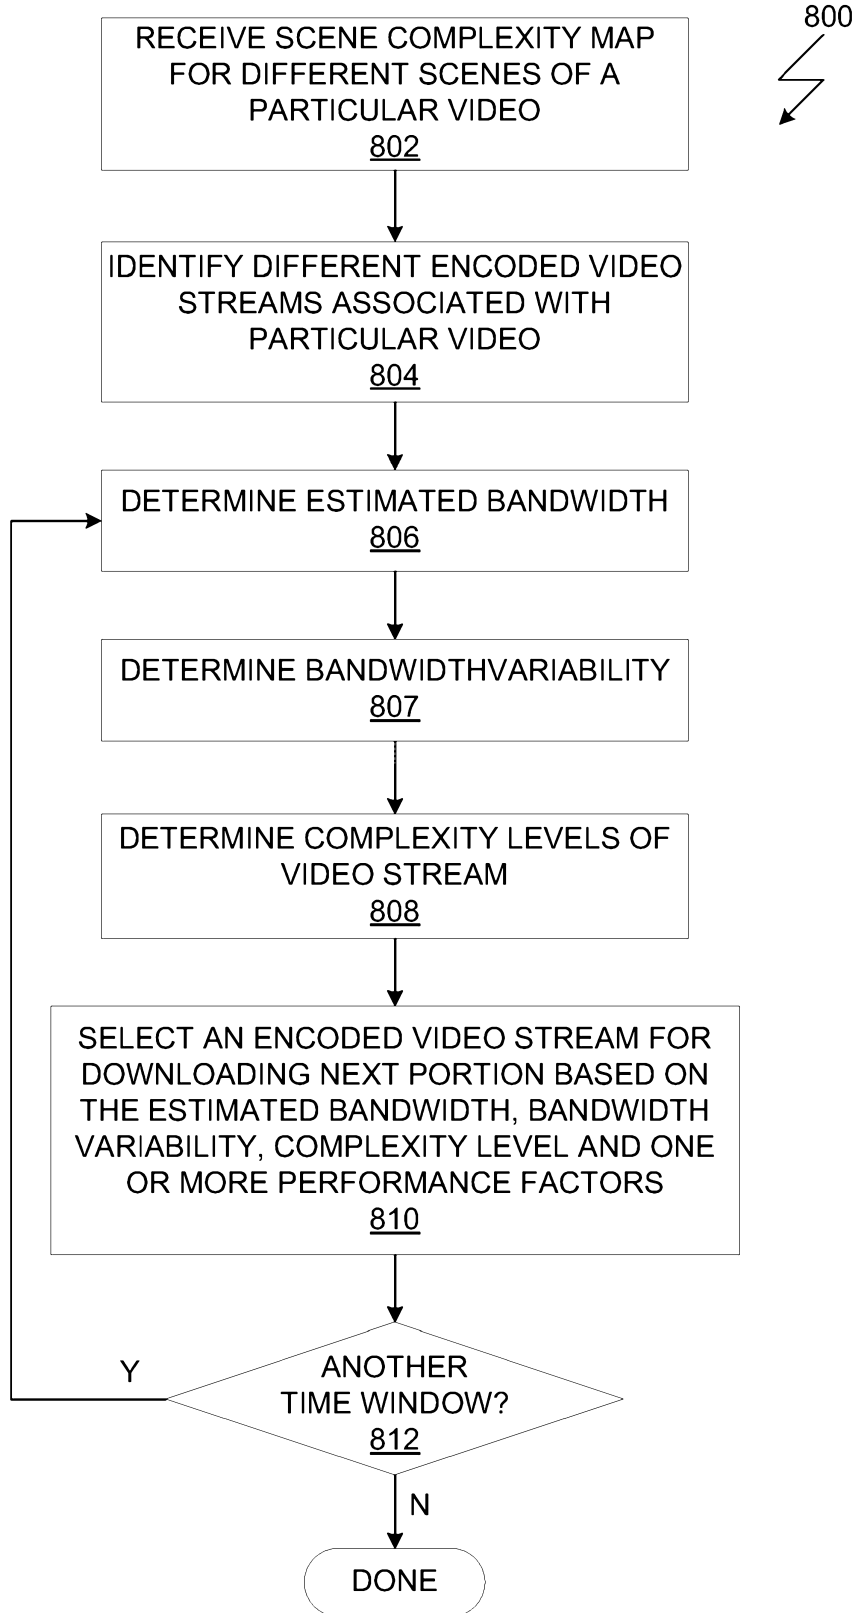 800
RECEIVE SCENE COMPLEXITY MAP
FOR DIFFERENT SCENES OF A
PARTICULAR VIDEO
802
IDENTIFY DIFFERENT ENCODED VIDEO
STREAMS ASSOCIATED WITH
PARTICULAR VIDEO
804
DETERMINE ESTIMATED BANDWIDTH
806
DETERMINE BANDWIDTHVARIABILITY
807
DETERMINE COMPLEXITY LEVELS OF
VIDEO STREAM
808
SELECT AN ENCODED VIDEO STREAM FOR
DOWNLOADING NEXT PORTION BASED ON
THE ESTIMATED BANDWIDTH, BANDWIDTH
VARIABILITY, COMPLEXITY LEVEL AND ONE
OR MORE PERFORMANCE FACTORS
810
Y
ANOTHER
TIME WINDOW?
812
N
DONE